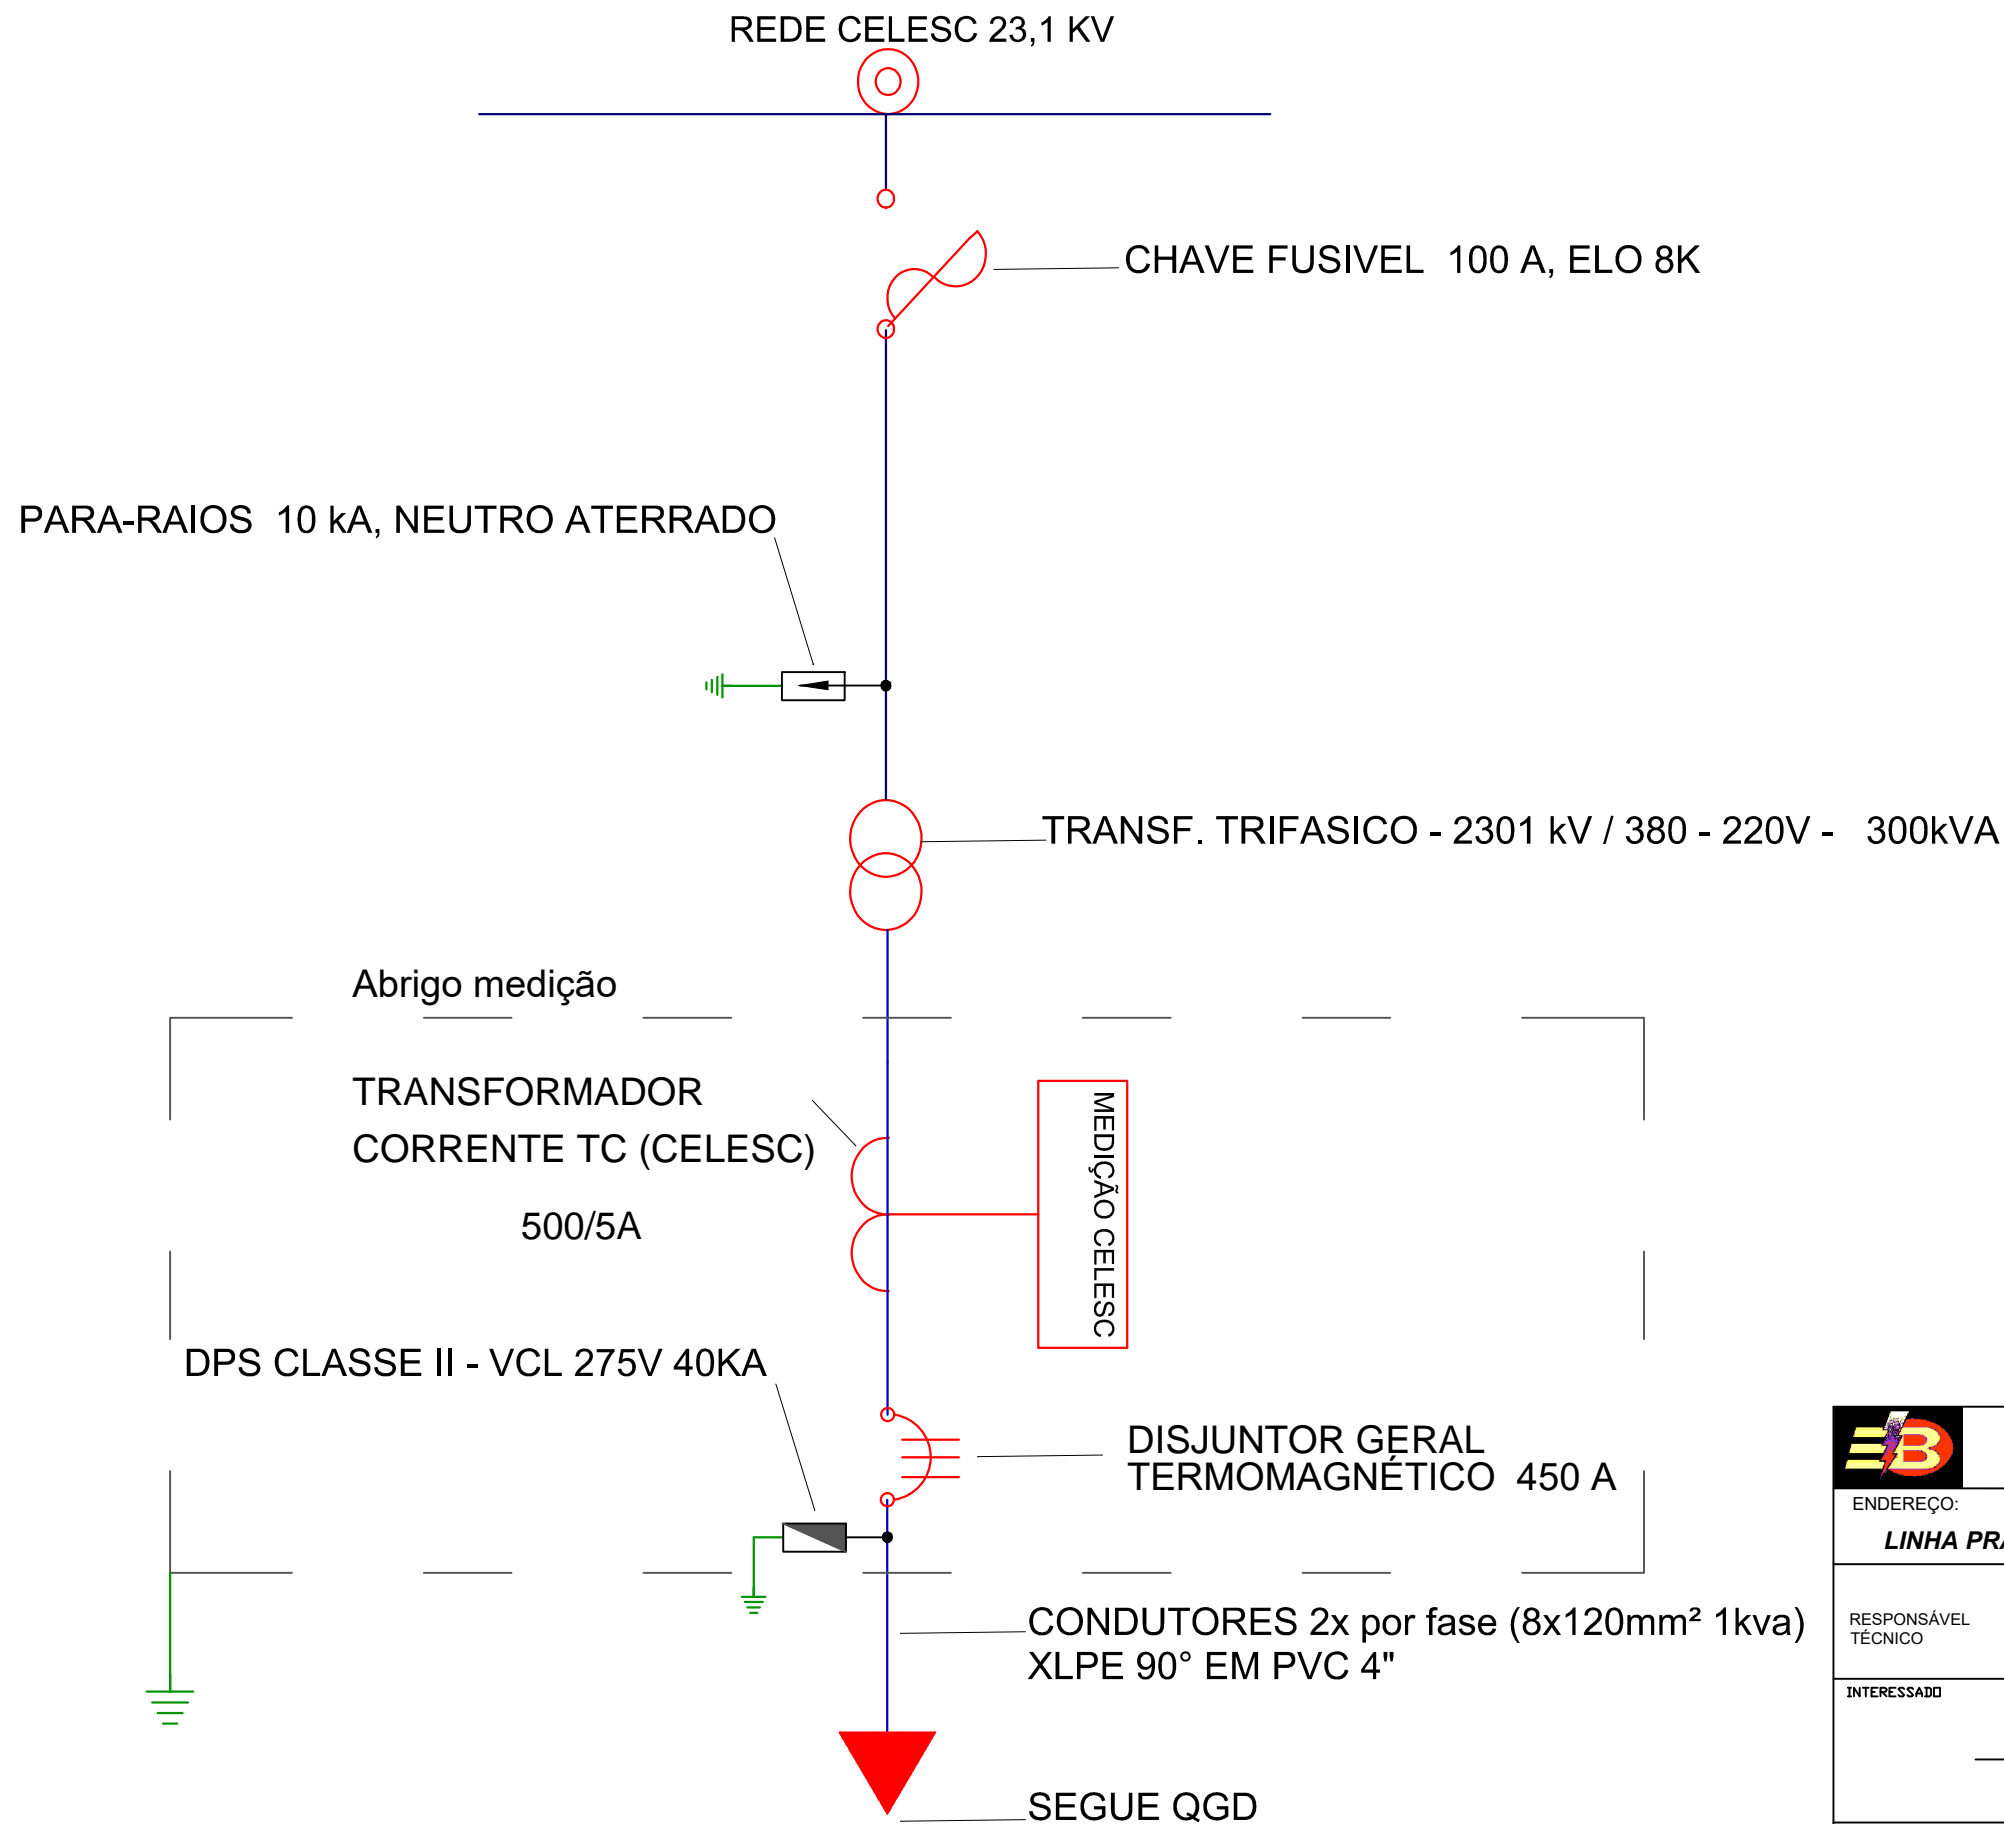 REDE CELESC 23,1 KV
CHAVE FUSIVEL 100 A, ELO 8K
PARA-RAIOS 10 kA, NEUTRO ATERRADO
TRANSF. TRIFASICO - 2301 kV / 380 - 220V - 300kVA
Abrigo medição
TRANSFORMADOR
CORRENTE TC (CELESC)
500/5A
MEDIÇÃO CELESC
DPS CLASSE II - VCL 275V 40KA
DISJUNTOR GERAL
TERMOMAGNÉTICO 450 A
CONDUTORES 2x por fase (8x120mm² 1kva)
XLPE 90° EM PVC 4"
SEGUE QGD
EB
ENDEREÇO:
LINHA PRA
RESPONSÁVEL
TÉCNICO
INTERESSADO